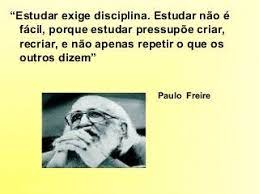 “Estudar exige disciplina. Estudar não é
fácil, porque estudar pressupõe criar,
recriar, e não apenas repetir o que os
outros dizem”
Paulo Freire